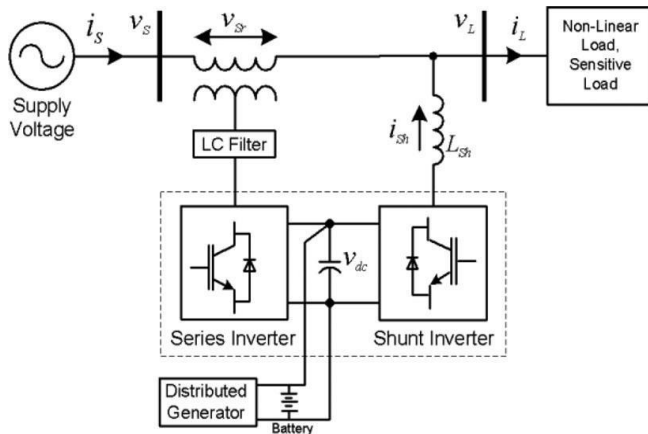 i_S
v_S
v_Sr
v_L
i_L
Non-Linear
Load,
Sensitive
Load
Supply
Voltage
LC Filter
i_Sh
L_Sh
v_dc
Series Inverter
Shunt Inverter
Distributed
Generator
Battery